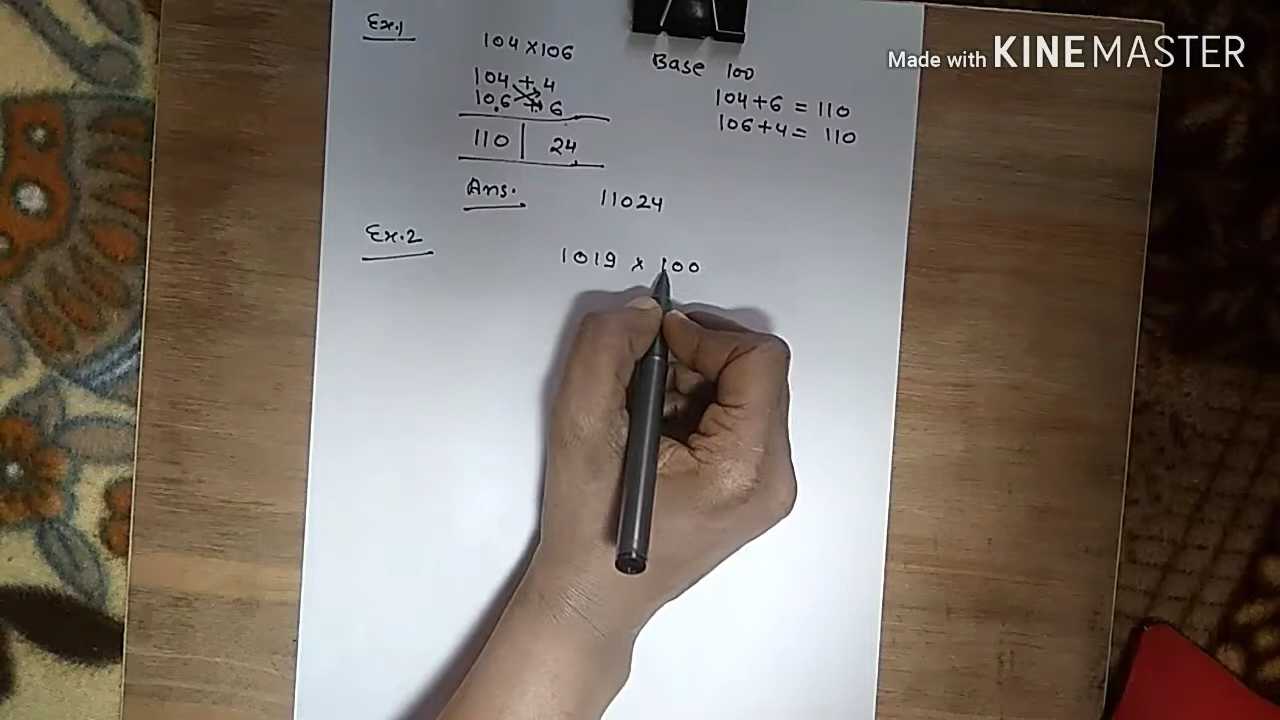 Made with KINEMASTER
Ex.1
104 × 106
Base 100
104 + 4
106 + 6
104 + 6 = 110
106 + 4 = 110
110 | 24
Ans. 11024
Ex.2
1019 × 100